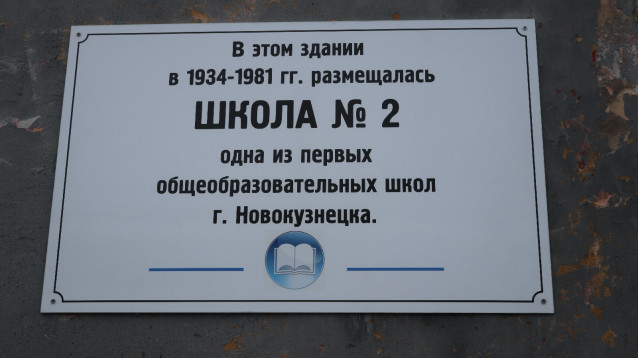 В этом здании
в 1934-1981 гг. размещалась
ШКОЛА № 2
одна из первых
общеобразовательных школ
г. Новокузнецка.